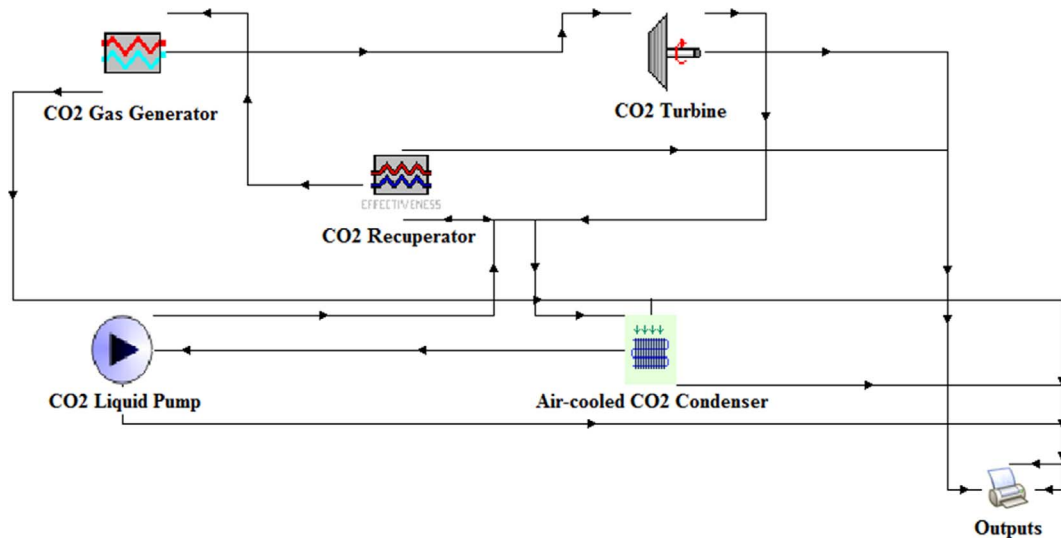 CO2 Gas Generator
CO2 Turbine
EFFECTIVENESS
CO2 Recuperator
CO2 Liquid Pump
Air-cooled CO2 Condenser
Outputs